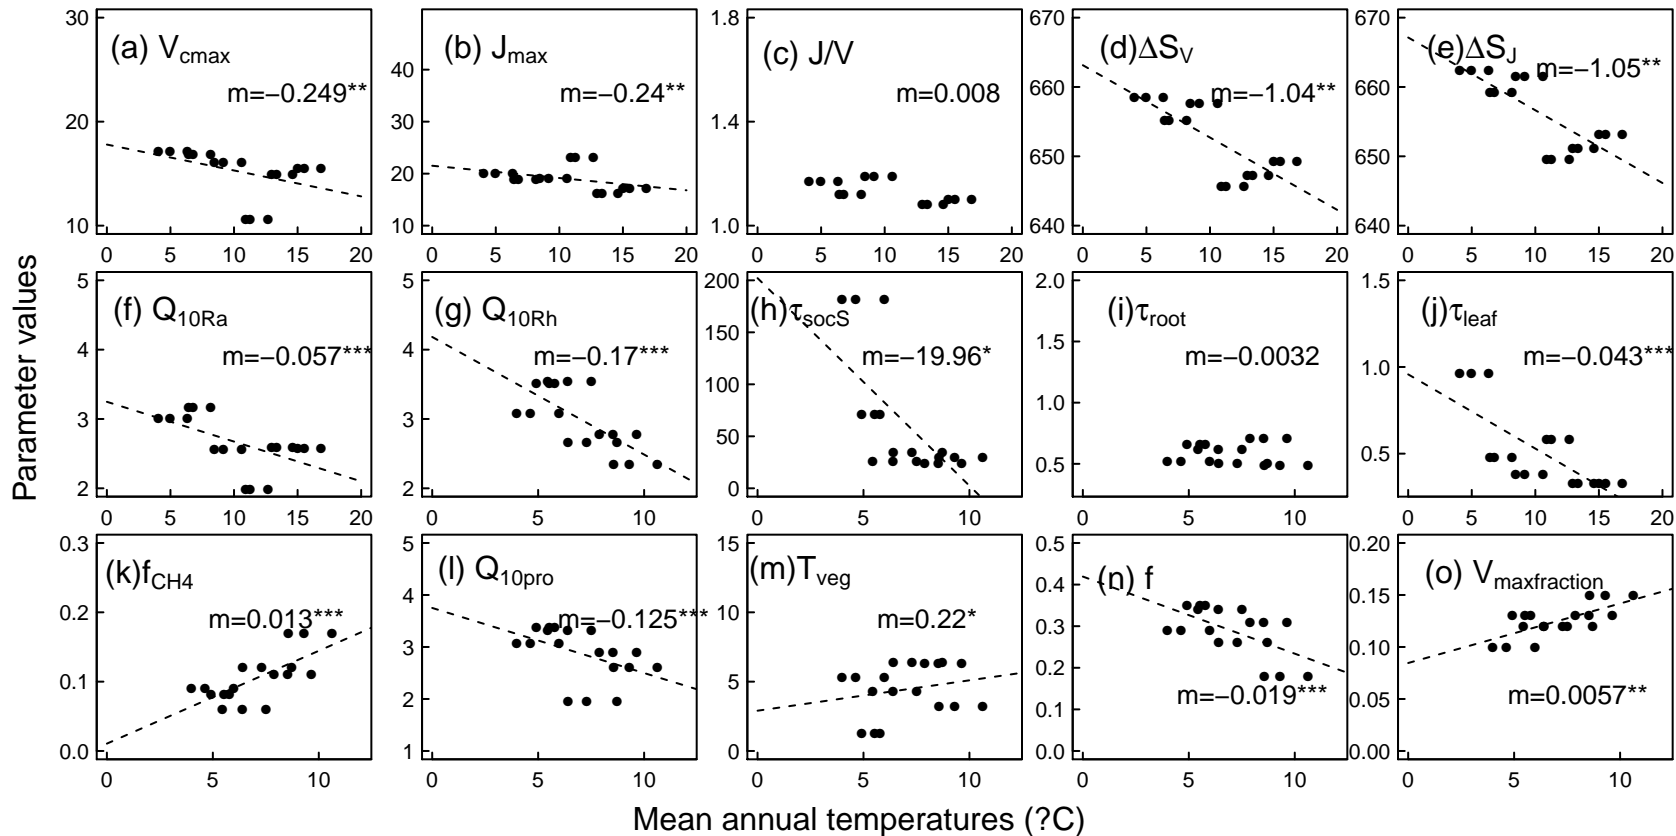 (a) Vcmax
m=−0.249**
30
20
10
0 5 10 15 20
(b) Jmax
m=−0.24**
40
30
20
10
0 5 10 15 20
(c) J/V
m=0.008
1.8
1.4
1.0
0 5 10 15 20
(d) ΔSV
m=−1.04**
670
660
650
640
0 5 10 15 20
(e) ΔSJ
m=−1.05**
670
660
650
640
0 5 10 15 20
Parameter values
(f) Q10Ra
m=−0.057***
5
4
3
2
0 5 10 15 20
(g) Q10Rh
m=−0.17***
5
4
3
2
0 5 10
(h) τsocS
m=−19.96*
200
150
100
50
0
0 5 10
(i) τroot
m=−0.0032
2.0
1.5
1.0
0.5
0 5 10
(j) τleaf
m=−0.043***
1.5
1.0
0.5
0 5 10 15 20
(k) fCH4
m=0.013***
0.3
0.2
0.1
0.0
0 5 10
(l) Q10pro
m=−0.125***
5
4
3
2
1
0 5 10
(m) Tveg
m=0.22*
15
10
5
0
0 5 10
(n) f
m=−0.019***
0.5
0.4
0.3
0.2
0.1
0.0
0 5 10
(o) Vmaxfraction
m=0.0057**
0.20
0.15
0.10
0.05
0.00
0 5 10
Mean annual temperatures (?C)